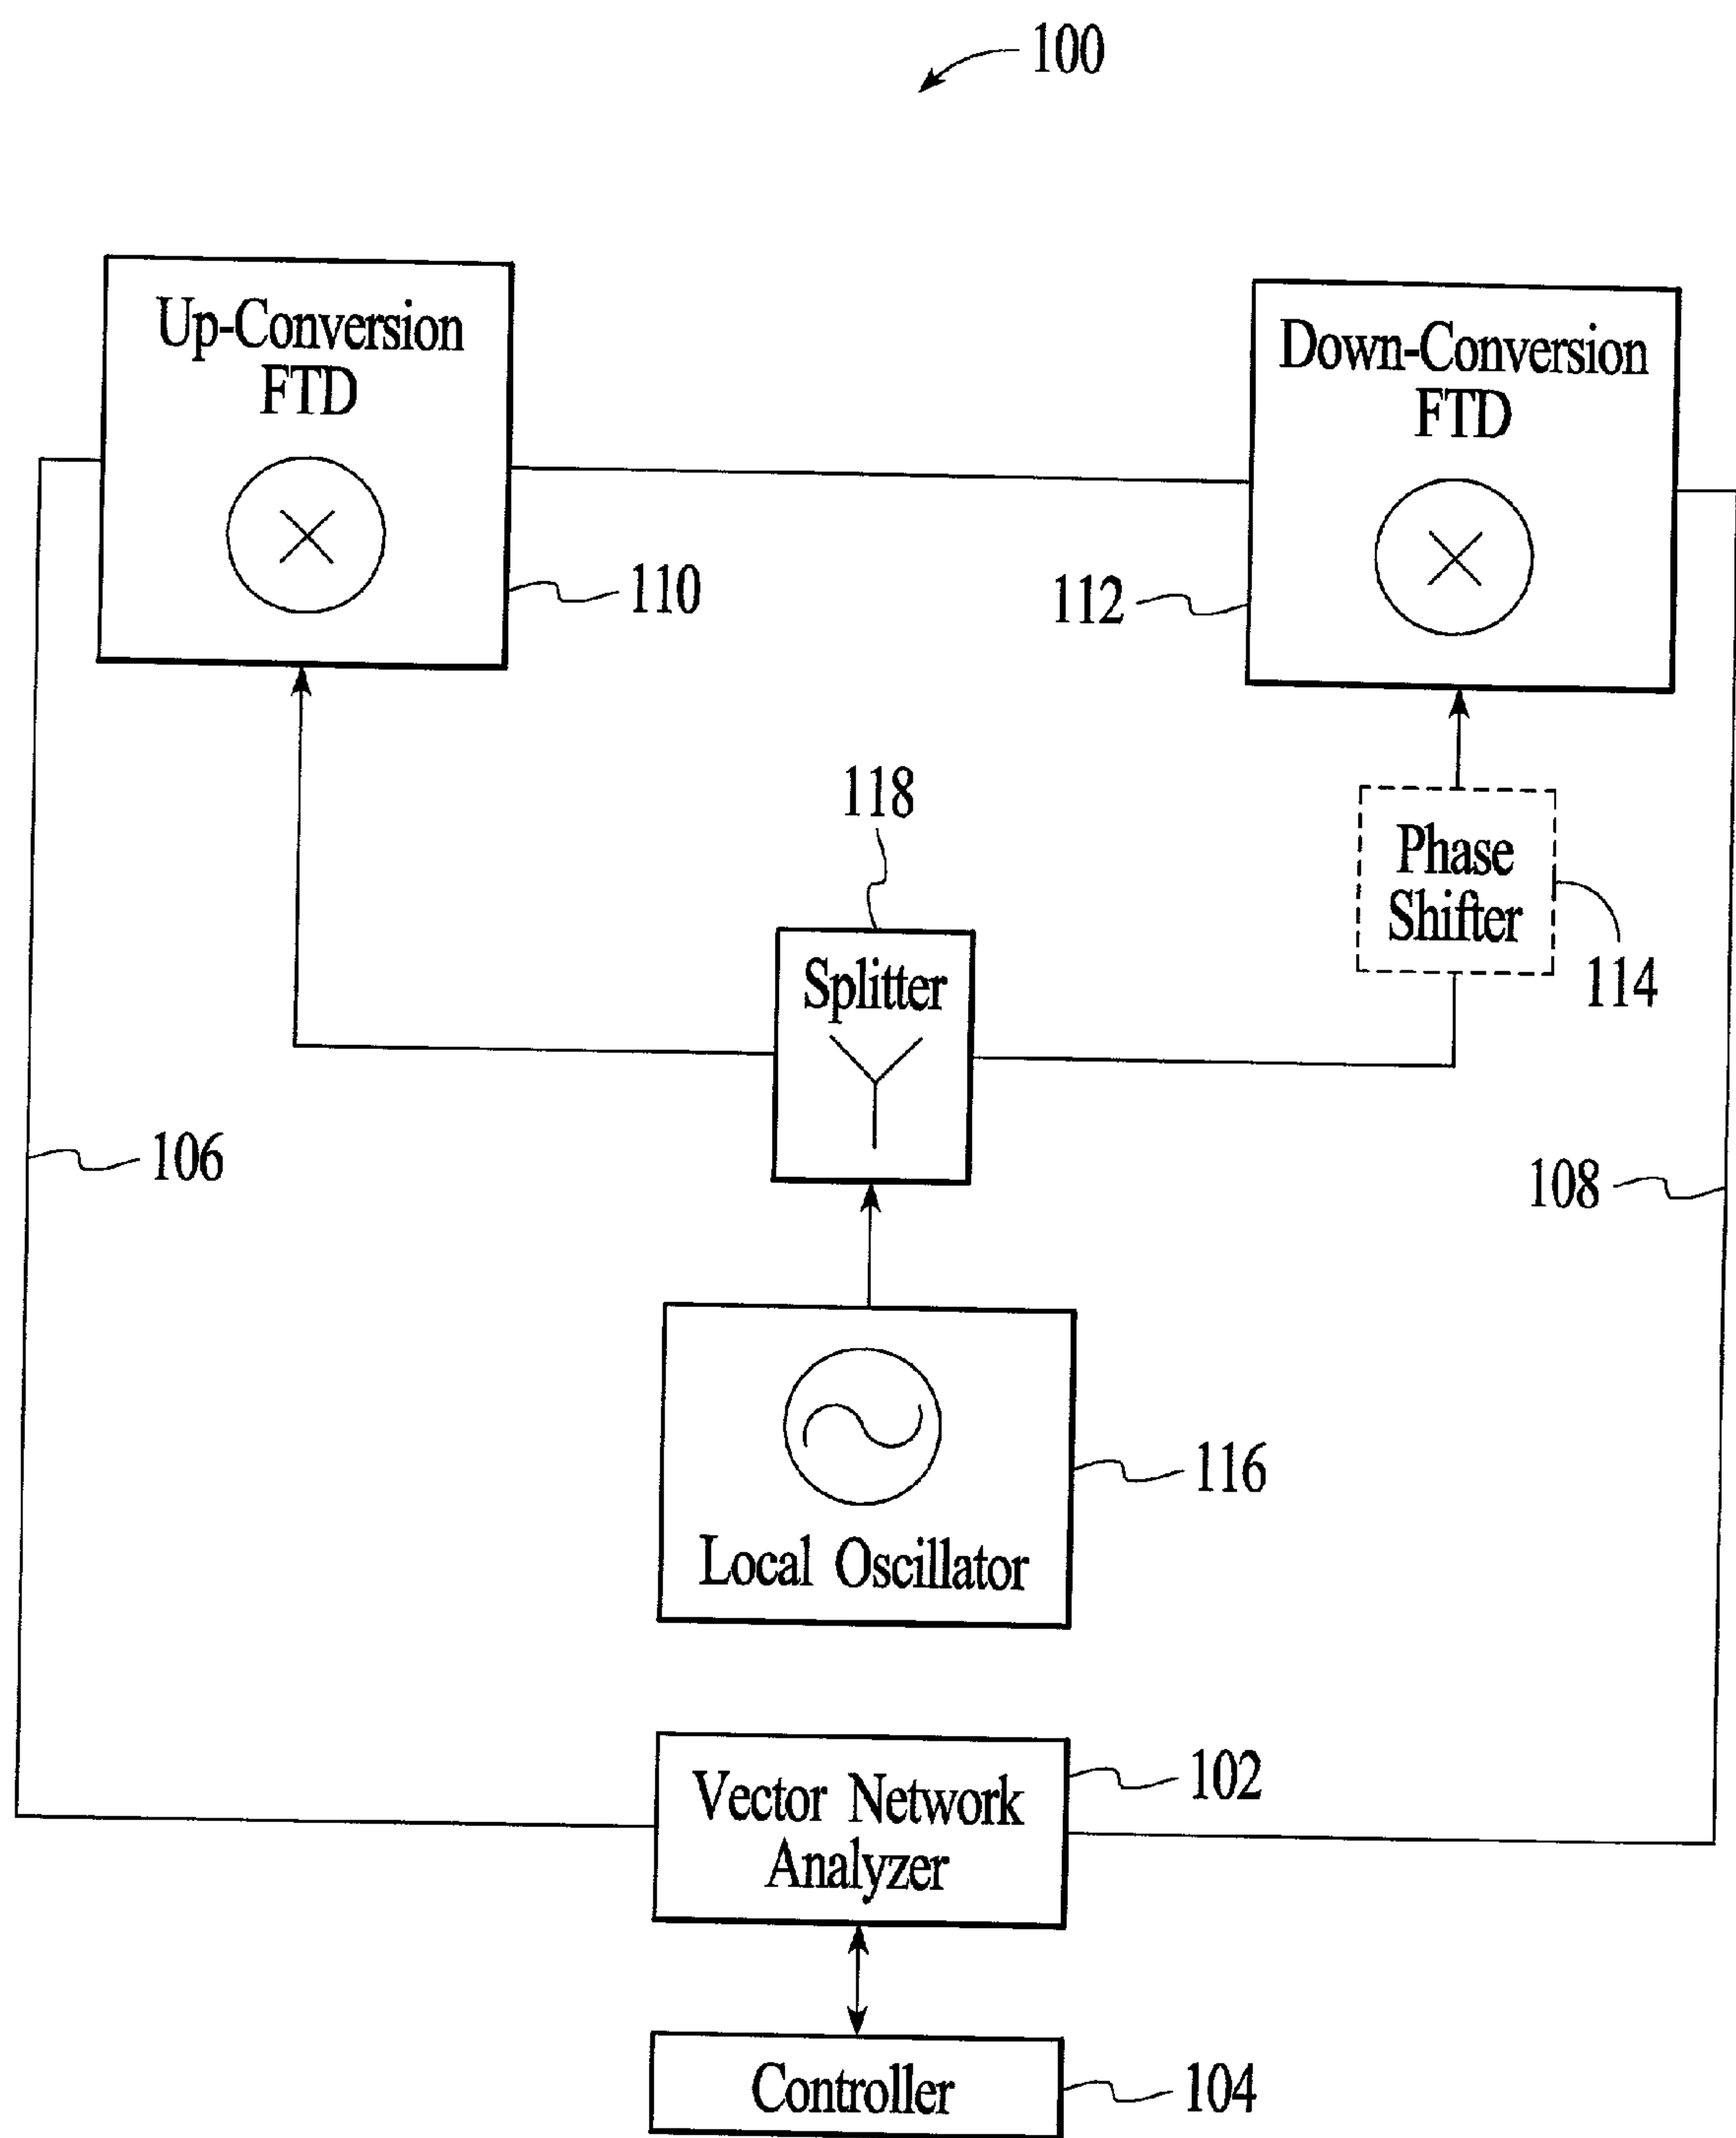 100
Up-Conversion
FTD
110
Down-Conversion
FTD
112
118
Splitter
Phase
Shifter
114
106
108
116
Local Oscillator
102
Vector Network
Analyzer
Controller
104